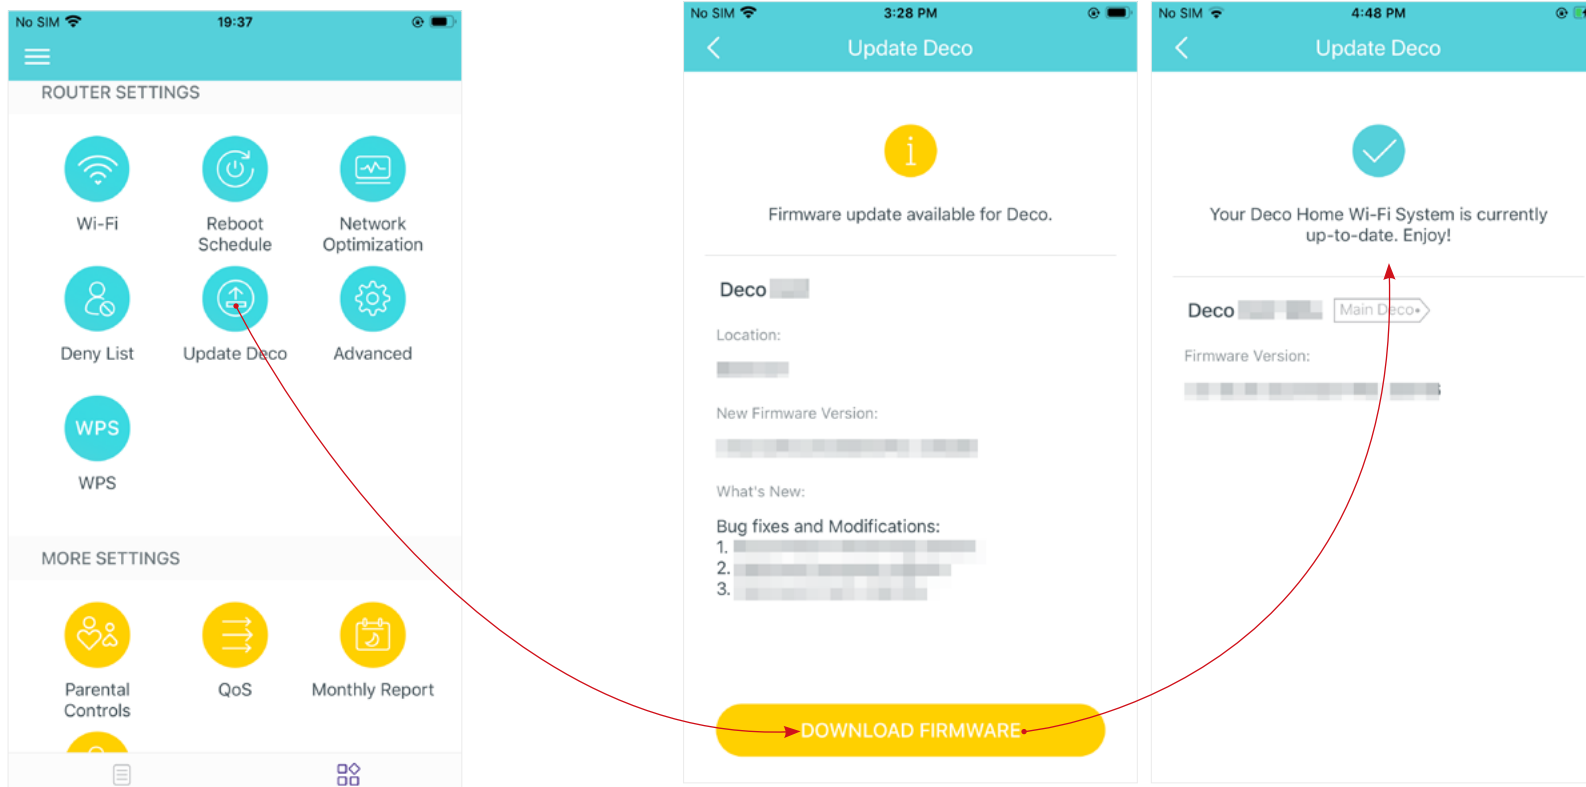 No SIM
19:37
ROUTER SETTINGS
Wi-Fi
Reboot
Schedule
Network
Optimization
Deny List
Update Deco
Advanced
WPS
WPS
MORE SETTINGS
Parental
Controls
QoS
Monthly Report
No SIM
3:28 PM
Update Deco
i
Firmware update available for Deco.
Deco
Location:
New Firmware Version:
What's New:
Bug fixes and Modifications:
1.
2.
3.
DOWNLOAD FIRMWARE
No SIM
4:48 PM
Update Deco
Your Deco Home Wi-Fi System is currently
up-to-date. Enjoy!
Deco
Main Deco
Firmware Version: